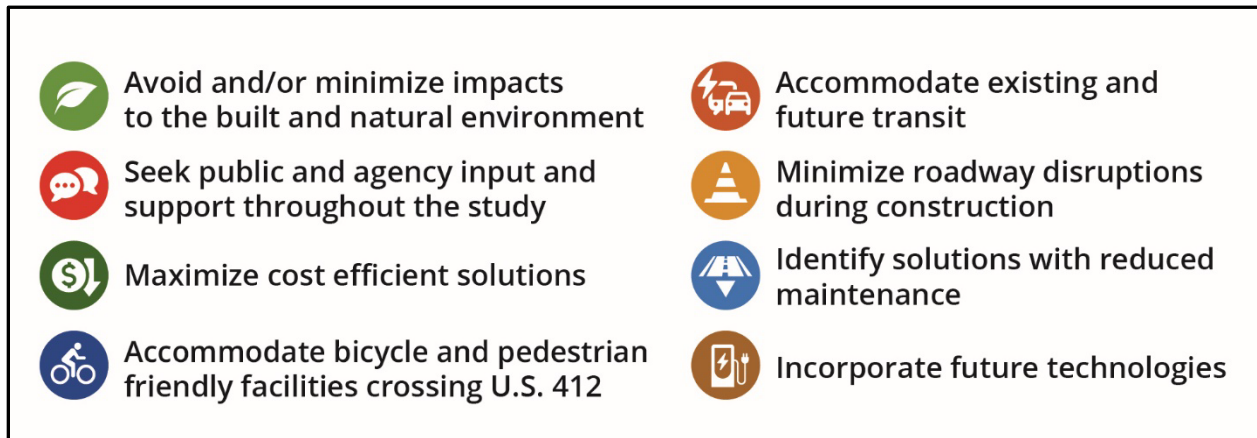 Avoid and/or minimize impacts
to the built and natural environment
Seek public and agency input and
support throughout the study
Maximize cost efficient solutions
Accommodate bicycle and pedestrian
friendly facilities crossing U.S. 412
Accommodate existing and
future transit
Minimize roadway disruptions
during construction
Identify solutions with reduced
maintenance
Incorporate future technologies